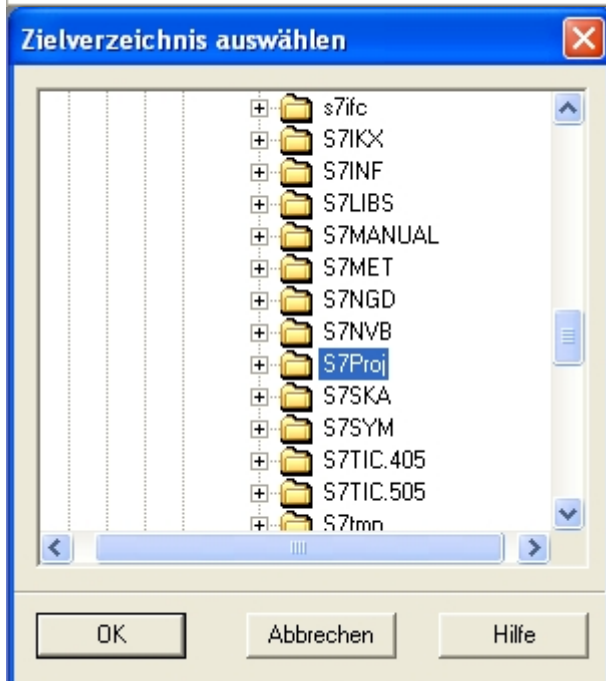 Zielverzeichnis auswählen
s7ifc
S7IKX
S7INF
S7LIBS
S7MANUAL
S7MET
S7NGD
S7NVB
S7Proj
S7SKA
S7SYM
S7TIC.405
S7TIC.505
S7tmp
OK Abbrechen Hilfe